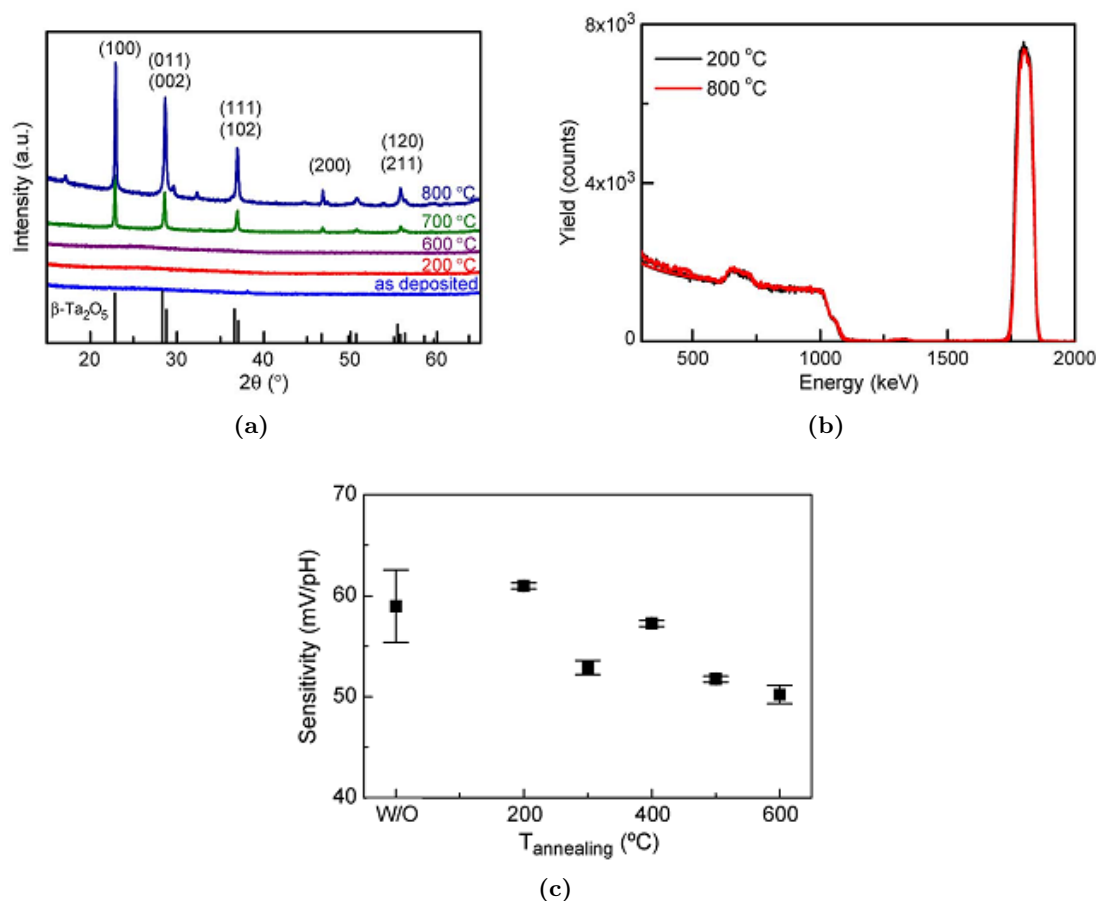 (100)
(011)
(002)
(111)
(102)
(200)
(120)
(211)
800 °C
700 °C
600 °C
200 °C
as deposited
β-Ta₂O₅
Intensity (a.u.)
20 30 40 50 60
2θ (°)
(a)
8x10³
4x10³
0
Yield (counts)
200 °C
800 °C
500 1000 1500 2000
Energy (keV)
(b)
70
60
50
40
Sensitivity (mV/pH)
W/O 200 400 600
Tannealing (ºC)
(c)